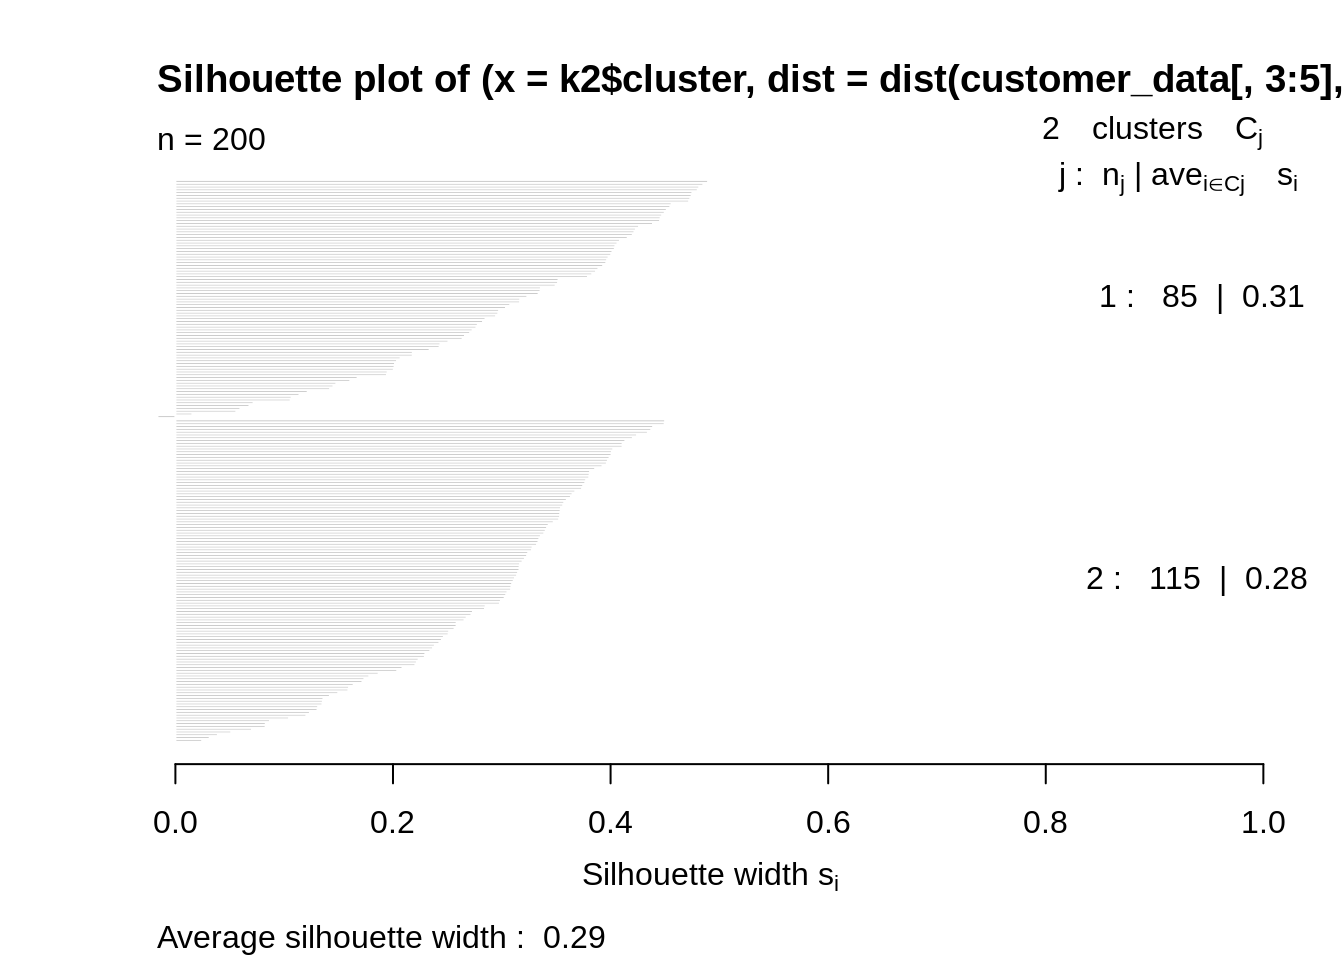 Silhouette plot of (x = k2$cluster, dist = dist(customer_data[, 3:5],
n = 200
2 clusters Cj
j : nj | avei∈Cj si
1 : 85 | 0.31
2 : 115 | 0.28
0.0 0.2 0.4 0.6 0.8 1.0
Silhouette width si
Average silhouette width : 0.29